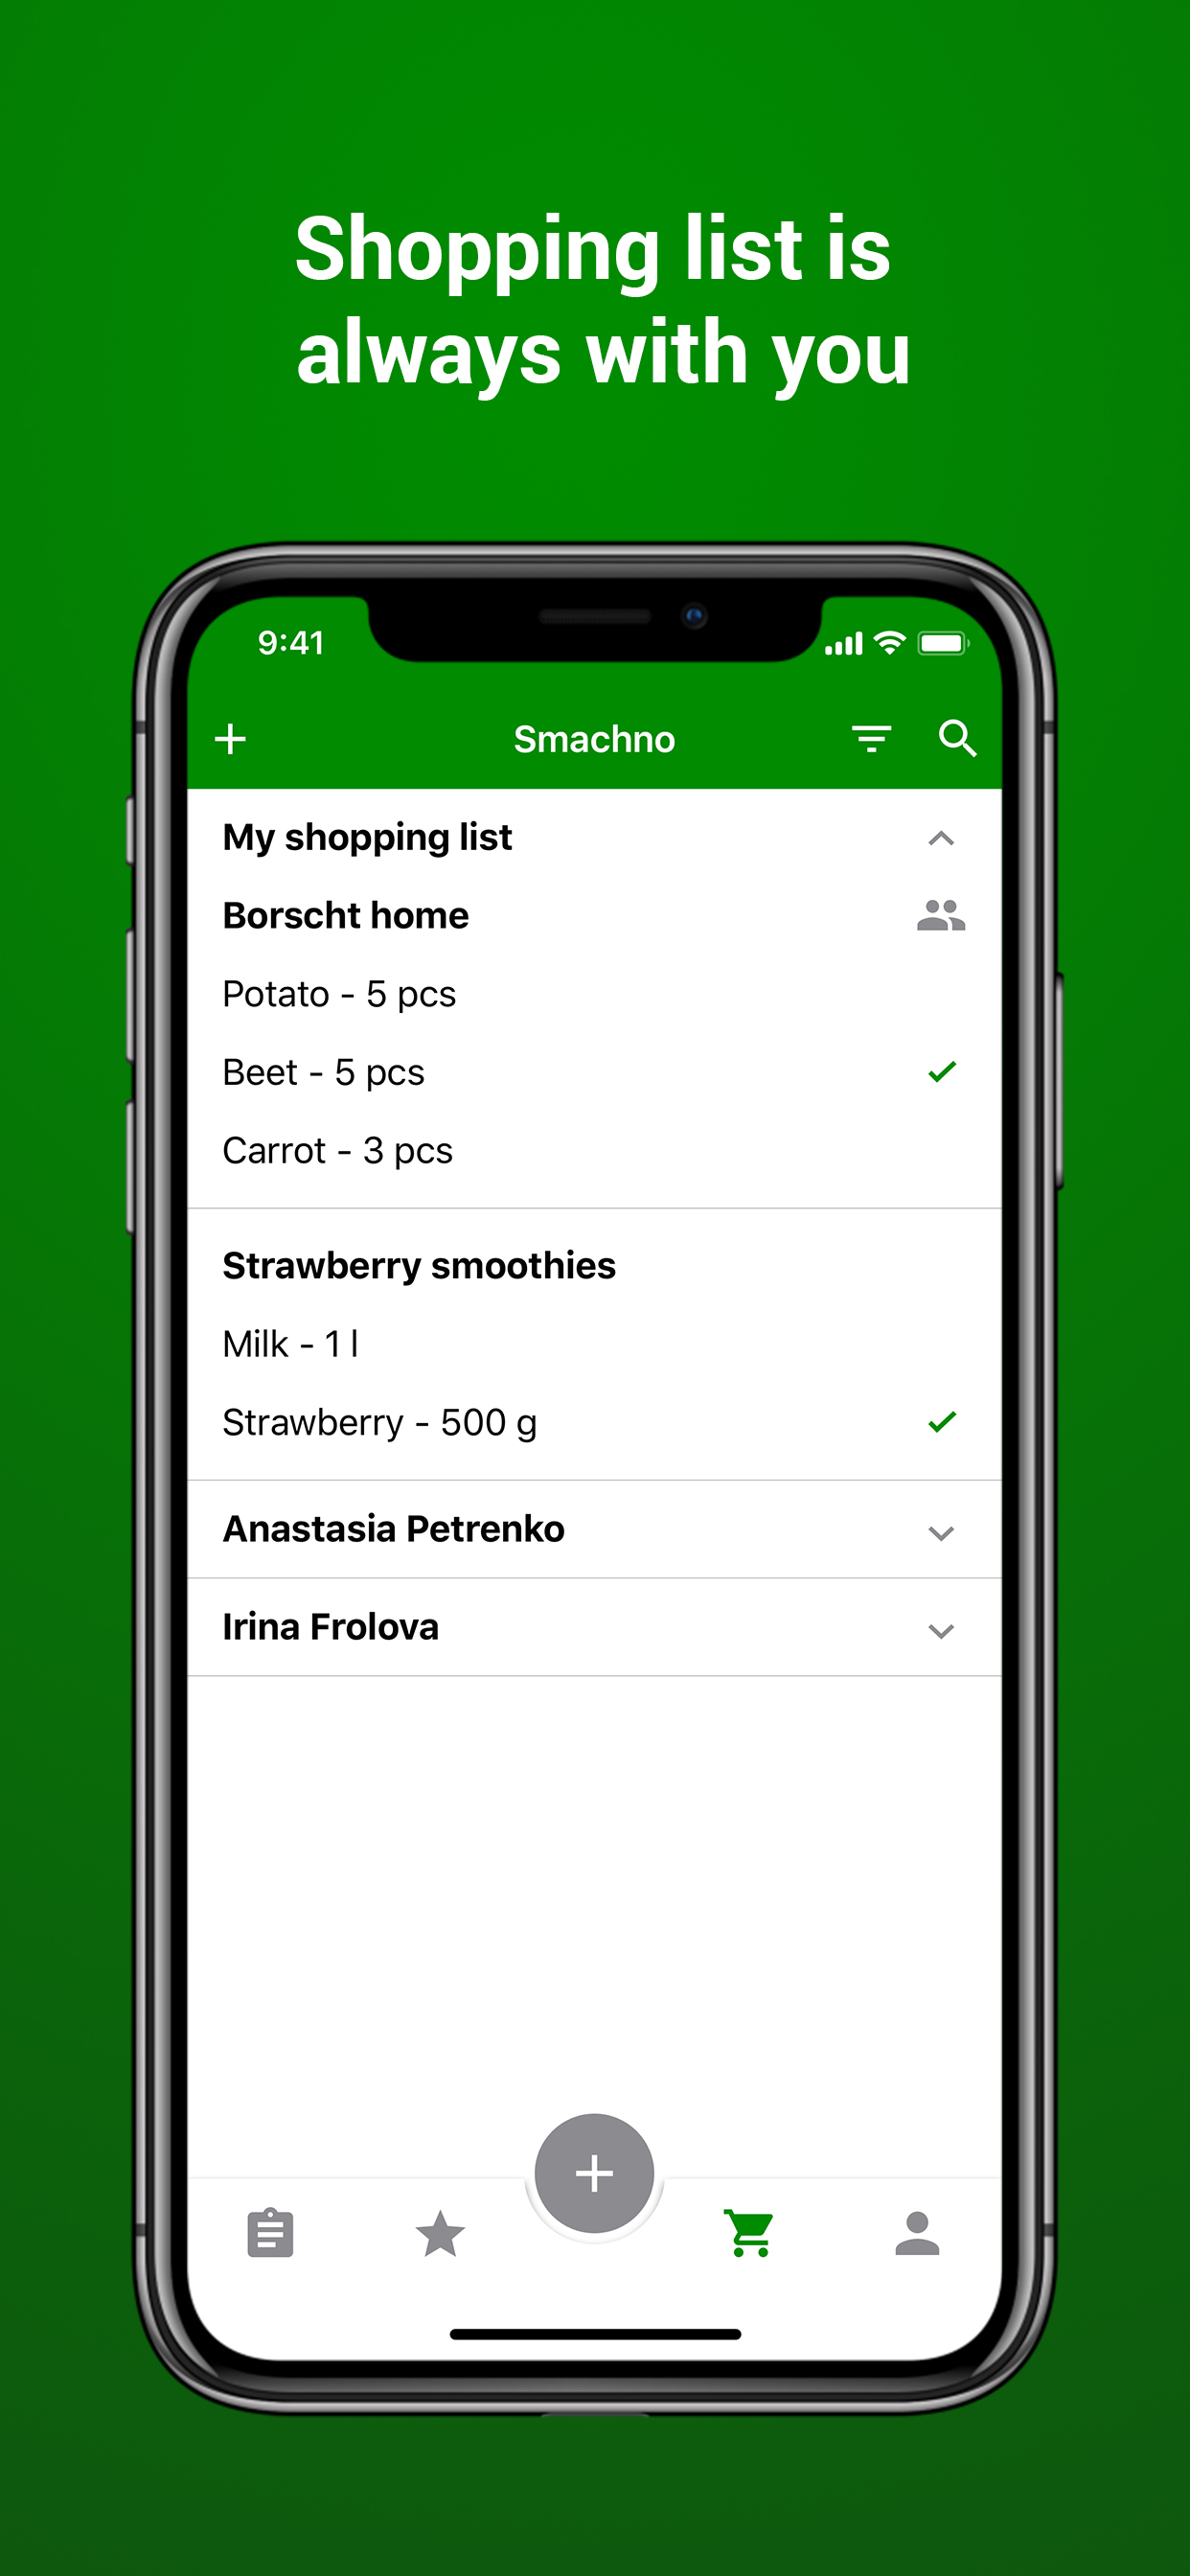 Shopping list is
always with you
9:41
Smachno
My shopping list
Borscht home
Potato - 5 pcs
Beet - 5 pcs
Carrot - 3 pcs
Strawberry smoothies
Milk - 1 l
Strawberry - 500 g
Anastasia Petrenko
Irina Frolova